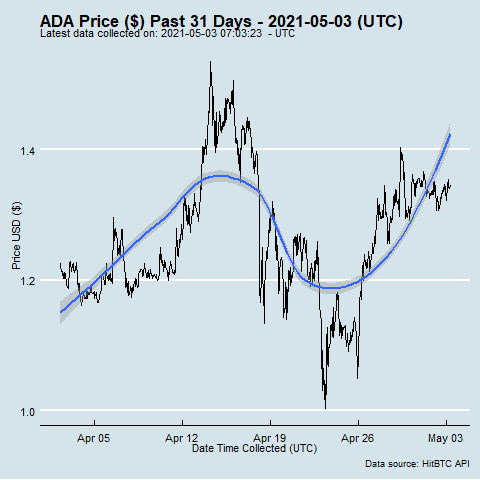 ADA Price ($) Past 31 Days - 2021-05-03 (UTC)
Latest data collected on: 2021-05-03 07:03:23 - UTC
Price USD ($)
1.4
1.2
1.0
Apr 05 Apr 12 Apr 19 Apr 26 May 03
Date Time Collected (UTC)
Data source: HitBTC API